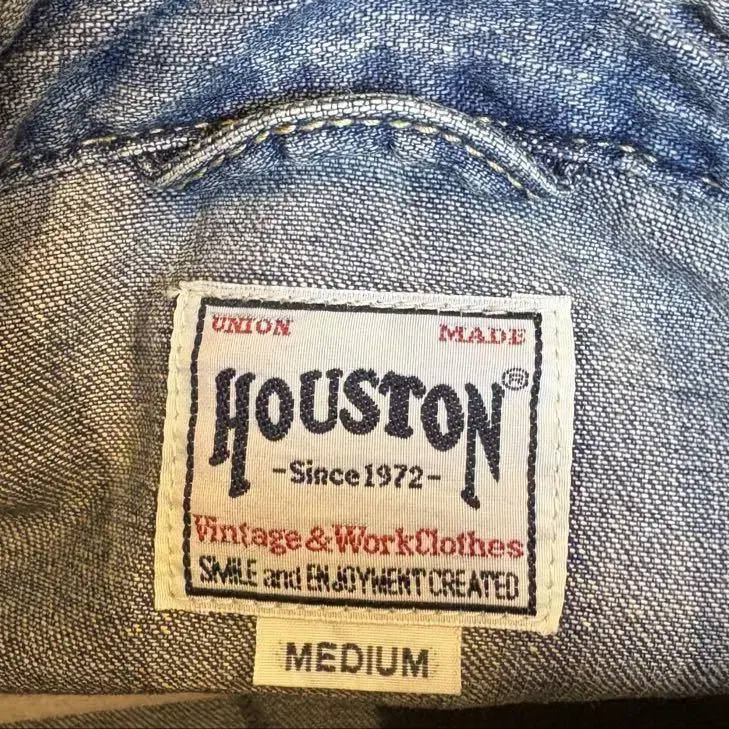 UNION MADE
HOUSTON®
-Since 1972-
Vintage & WorkClothes
SMILE and ENJOYMENT CREATED
MEDIUM